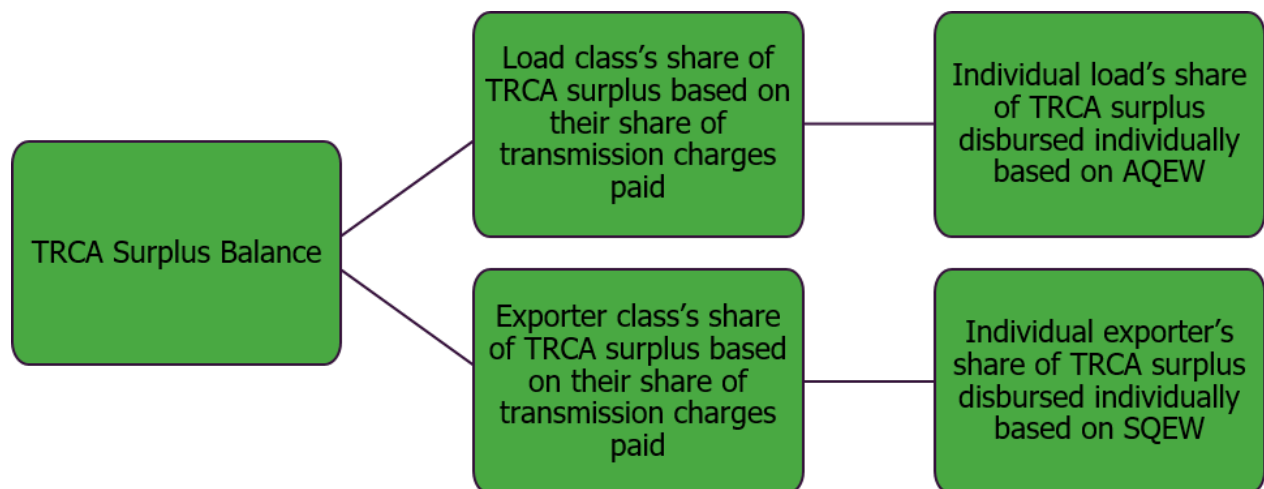 TRCA Surplus Balance
Load class’s share of
TRCA surplus based on
their share of
transmission charges
paid
Individual load’s share
of TRCA surplus
disbursed individually
based on AQEW
Exporter class’s share
of TRCA surplus based
on their share of
transmission charges
paid
Individual exporter’s
share of TRCA surplus
disbursed individually
based on SQEW